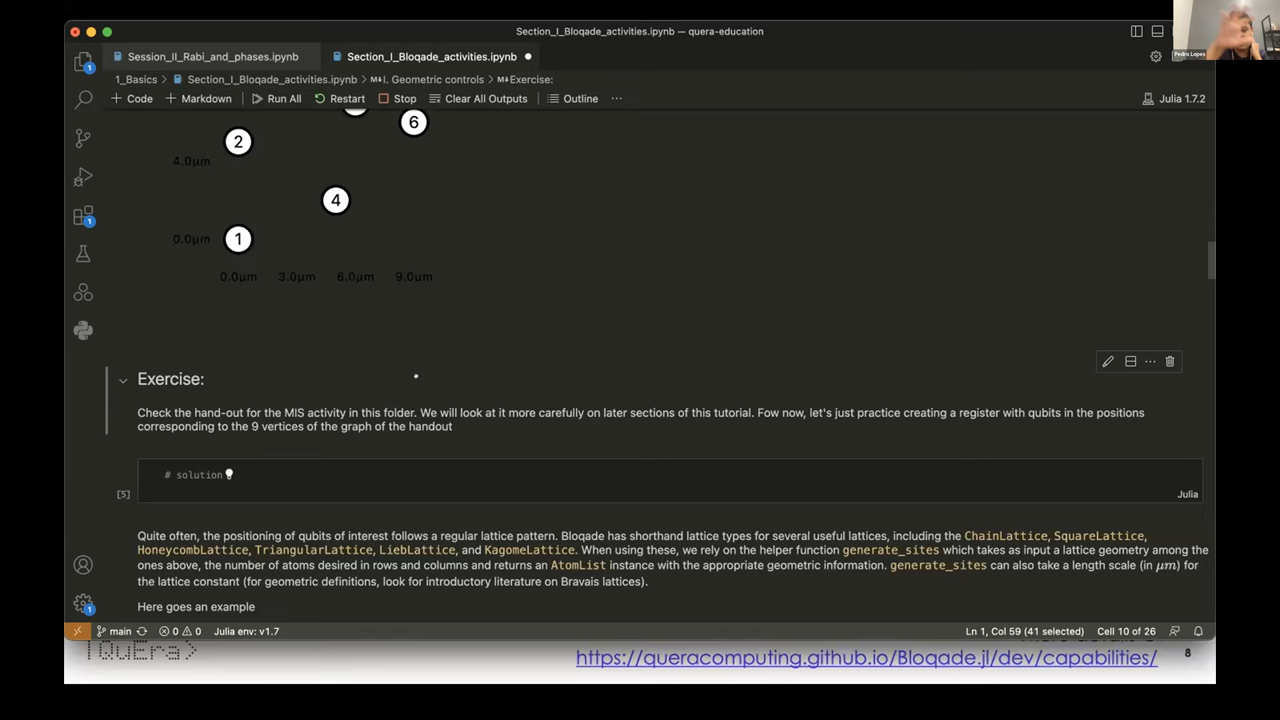 Section_I_Bloqade_activities.ipynb — quera-education
Pedro Lopes
Session_II_Rabi_and_phases.ipynb
Section_I_Bloqade_activities.ipynb
1_Basics > Section_I_Bloqade_activities.ipynb > I. Geometric controls > Exercise:
+ Code + Markdown Run All Restart Stop Clear All Outputs Outline ... Julia 1.7.2
6
2
4.0μm
4
1
0.0μm
0.0μm 3.0μm 6.0μm 9.0μm
Exercise:
Check the hand-out for the MIS activity in this folder. We will look at it more carefully on later sections of this tutorial. Fow now, let's just practice creating a register with qubits in the positions
corresponding to the 9 vertices of the graph of the handout
# solution
[5]
Julia
Quite often, the positioning of qubits of interest follows a regular lattice pattern. Bloqade has shorthand lattice types for several useful lattices, including the ChainLattice, SquareLattice,
HoneycombLattice, TriangularLattice, LiebLattice, and KagomeLattice. When using these, we rely on the helper function generate_sites which takes as input a lattice geometry among the
ones above, the number of atoms desired in rows and columns and returns an AtomList instance with the appropriate geometric information. generate_sites can also take a length scale (in μm) for
the lattice constant (for geometric definitions, look for introductory literature on Bravais lattices).
Here goes an example
main 0 0 Julia env: v1.7 Ln 1, Col 59 (41 selected) Cell 10 of 26
|QuEra>
https://queracomputing.github.io/Bloqade.jl/dev/capabilities/
8